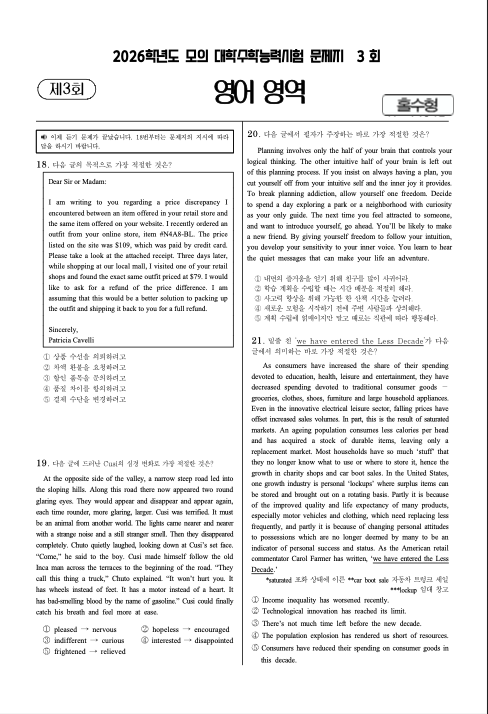 2026학년도 모의 대학수학능력시험 문제지 3 회
제3회
영어 영역
홀수형
이제 듣기 문제가 끝났습니다. 18번부터는 문제지의 지시에 따라
답을 하시기 바랍니다.
18. 다음 글의 목적으로 가장 적절한 것은?
Dear Sir or Madam:
I am writing to you regarding a price discrepancy I
encountered between an item offered in your retail store and
the same item offered on your website. I recently ordered an
outfit from your online store, item #N4A8-BL. The price
listed on the site was $109, which was paid by credit card.
Please take a look at the attached receipt. Three days later,
while shopping at our local mall, I visited one of your retail
shops and found the exact same outfit priced at $79. I would
like to ask for a refund of the price difference. I am
assuming that this would be a better solution to packing up
the outfit and shipping it back to you for a full refund.
Sincerely,
Patricia Cavelli
① 상품 수선을 의뢰하려고
② 차액 환불을 요청하려고
③ 할인 품목을 문의하려고
④ 품질 차이를 항의하려고
⑤ 결제 수단을 변경하려고
19. 다음 글에 드러난 Cusi의 심경 변화로 가장 적절한 것은?
At the opposite side of the valley, a narrow steep road led into
the sloping hills. Along this road there now appeared two round
glaring eyes. They would appear and disappear and appear again,
each time rounder, more glaring, larger. Cusi was terrified. It must
be an animal from another world. The lights came nearer and nearer
with a strange noise and a still stranger smell. Then they disappeared
completely. Chuto quietly laughed, looking down at Cusi's set face.
"Come," he said to the boy. Cusi made himself follow the old
Inca man across the terraces to the beginning of the road. "They
call this thing a truck," Chuto explained. "It won't hurt you. It
has wheels instead of feet. It has a motor instead of a heart. It
has bad-smelling blood by the name of gasoline." Cusi could finally
catch his breath and feel more at ease.
① pleased → nervous ② hopeless → encouraged
③ indifferent → curious ④ interested → disappointed
⑤ frightened → relieved
20. 다음 글에서 필자가 주장하는 바로 가장 적절한 것은?
Planning involves only the half of your brain that controls your
logical thinking. The other intuitive half of your brain is left out
of this planning process. If you insist on always having a plan, you
cut yourself off from your intuitive self and the inner joy it provides.
To break planning addiction, allow yourself one freedom. Decide
to spend a day exploring a park or a neighborhood with curiosity
as your only guide. The next time you feel attracted to someone,
and want to introduce yourself, go ahead. You'll be likely to make
a new friend. By giving yourself freedom to follow your intuition,
you develop your sensitivity to your inner voice. You learn to hear
the quiet messages that can make your life an adventure.
① 내면의 즐거움을 얻기 위해 친구를 많이 사귀어라.
② 학습 계획을 수립할 때는 시간 배분을 적절히 해라.
③ 사고력 향상을 위해 가능한 한 산책 시간을 늘려라.
④ 새로운 모험을 시작하기 전에 주변 사람들과 상의해라.
⑤ 계획 수립에 얽매이지만 말고 때로는 직관에 따라 행동해라.
21. 밑줄 친 'we have entered the Less Decade'가 다음
글에서 의미하는 바로 가장 적절한 것은?
As consumers have increased the share of their spending
devoted to education, health, leisure and entertainment, they have
decreased spending devoted to traditional consumer goods —
groceries, clothes, shoes, furniture and large household appliances.
Even in the innovative electrical leisure sector, falling prices have
offset increased sales volumes. In part, this is the result of saturated
markets. An ageing population consumes less calories per head
and has acquired a stock of durable items, leaving only a
replacement market. Most households have so much 'stuff' that
they no longer know what to use or where to store it, hence the
growth in charity shops and car boot sales. In the United States,
one growth industry is personal 'lockups' where surplus items can
be stored and brought out on a rotating basis. Partly it is because
of the improved quality and life expectancy of many products,
especially motor vehicles and clothing, which need replacing less
frequently, and partly it is because of changing personal attitudes
to possessions which are no longer deemed by many to be an
indicator of personal success and status. As the American retail
commentator Carol Farmer has written, 'we have entered the Less
Decade.'
*saturated 포화 상태에 이른 **car boot sale 자동차 트렁크 세일
***lockup 임대 창고
① Income inequality has worsened recently.
② Technological innovation has reached its limit.
③ There's not much time left before the new decade.
④ The population explosion has rendered us short of resources.
⑤ Consumers have reduced their spending on consumer goods in
this decade.